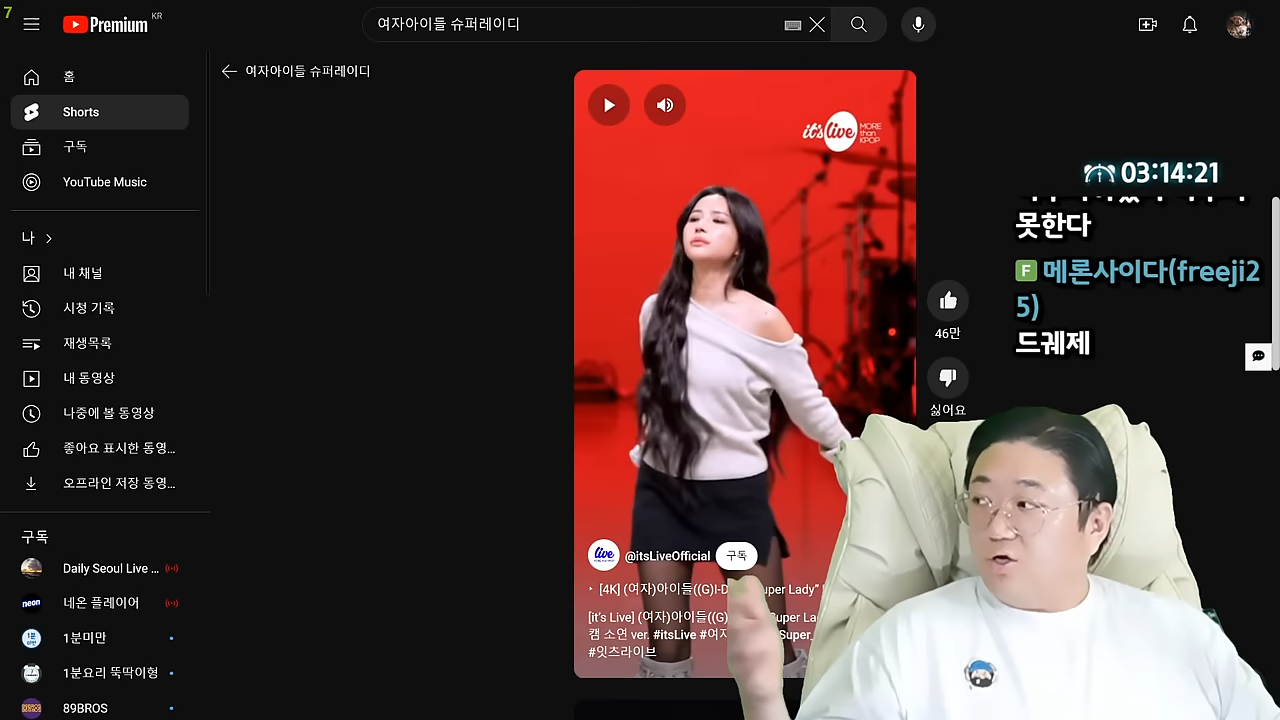 7
Premium KR
여자아이들 슈퍼레이디
홈
Shorts
구독
YouTube Music
나
내 채널
시청 기록
재생목록
내 동영상
나중에 볼 동영상
좋아요 표시한 동영...
오프라인 저장 동영...
구독
Daily Seoul Live ...
네온 플레이어
neon
1분미만
1분요리 뚝딱이형
89BROS
여자아이들 슈퍼레이디
it's live MORE than KPOP
46만
싫어요
live @itsLiveOfficial 구독
[4K] (여자)아이들((G)I-D Super Lady”
[it's Live] (여자)아이들((G) Super La
캠 소연 ver. #itsLive #여자 Super_
#잇츠라이브
03:14:21
못한다
F 메론사이다(freeji2
5)
드궤제